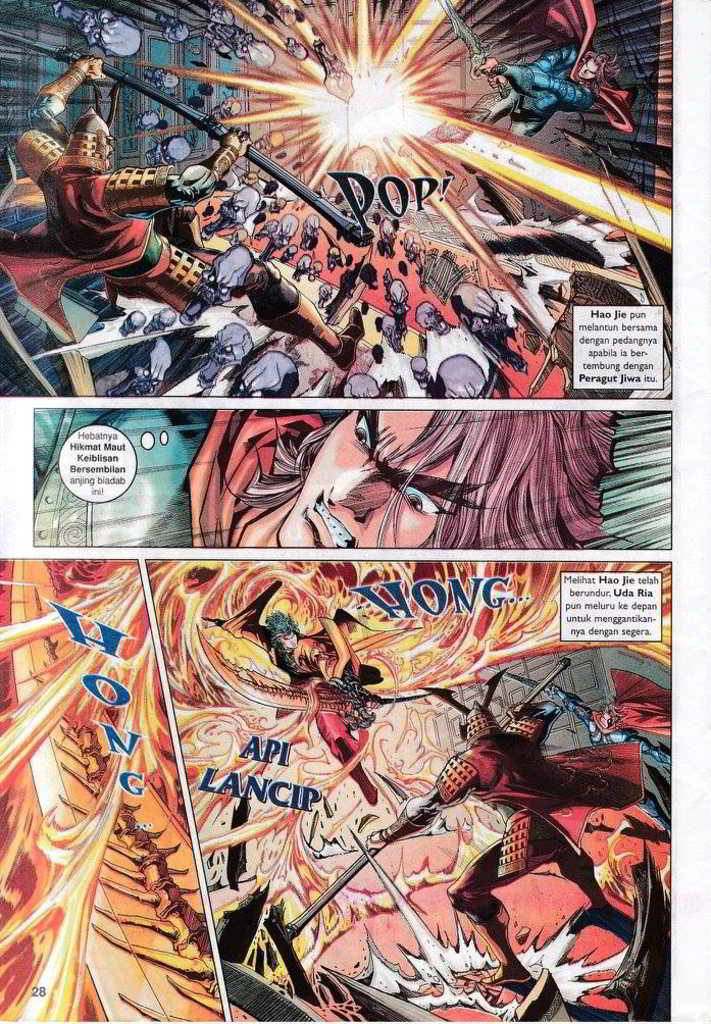 POP!
Hao Jie pun
melantun bersama
dengan pedangnya
apabila ia ber-
tembung dengan
Peragut Jiwa itu.
Hebatnya
Hikmat Maut
Keiblisan
Bersembilan
anjing biadab
ini!
HONG...
HONG...
Melihat Hao Jie telah
berundur, Uda Ria
pun meluru ke depan
untuk menggantikan-
nya dengan segera.
API
LANCIP
28